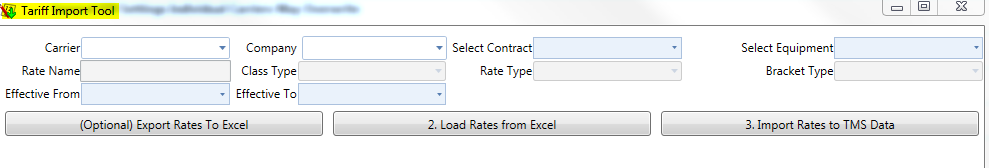 Tariff Import Tool
Carrier Company Select Contract Select Equipment
Rate Name Class Type Rate Type Bracket Type
Effective From Effective To
(Optional) Export Rates To Excel 2. Load Rates from Excel 3. Import Rates to TMS Data